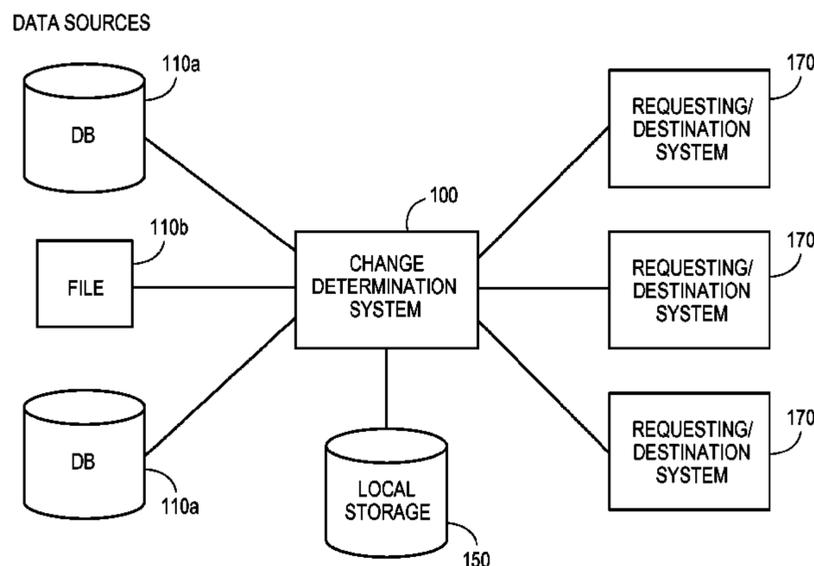 DATA SOURCES
110a
DB
110b
FILE
DB
110a
100
CHANGE
DETERMINATION
SYSTEM
LOCAL
STORAGE
150
170
REQUESTING/
DESTINATION
SYSTEM
170
REQUESTING/
DESTINATION
SYSTEM
170
REQUESTING/
DESTINATION
SYSTEM